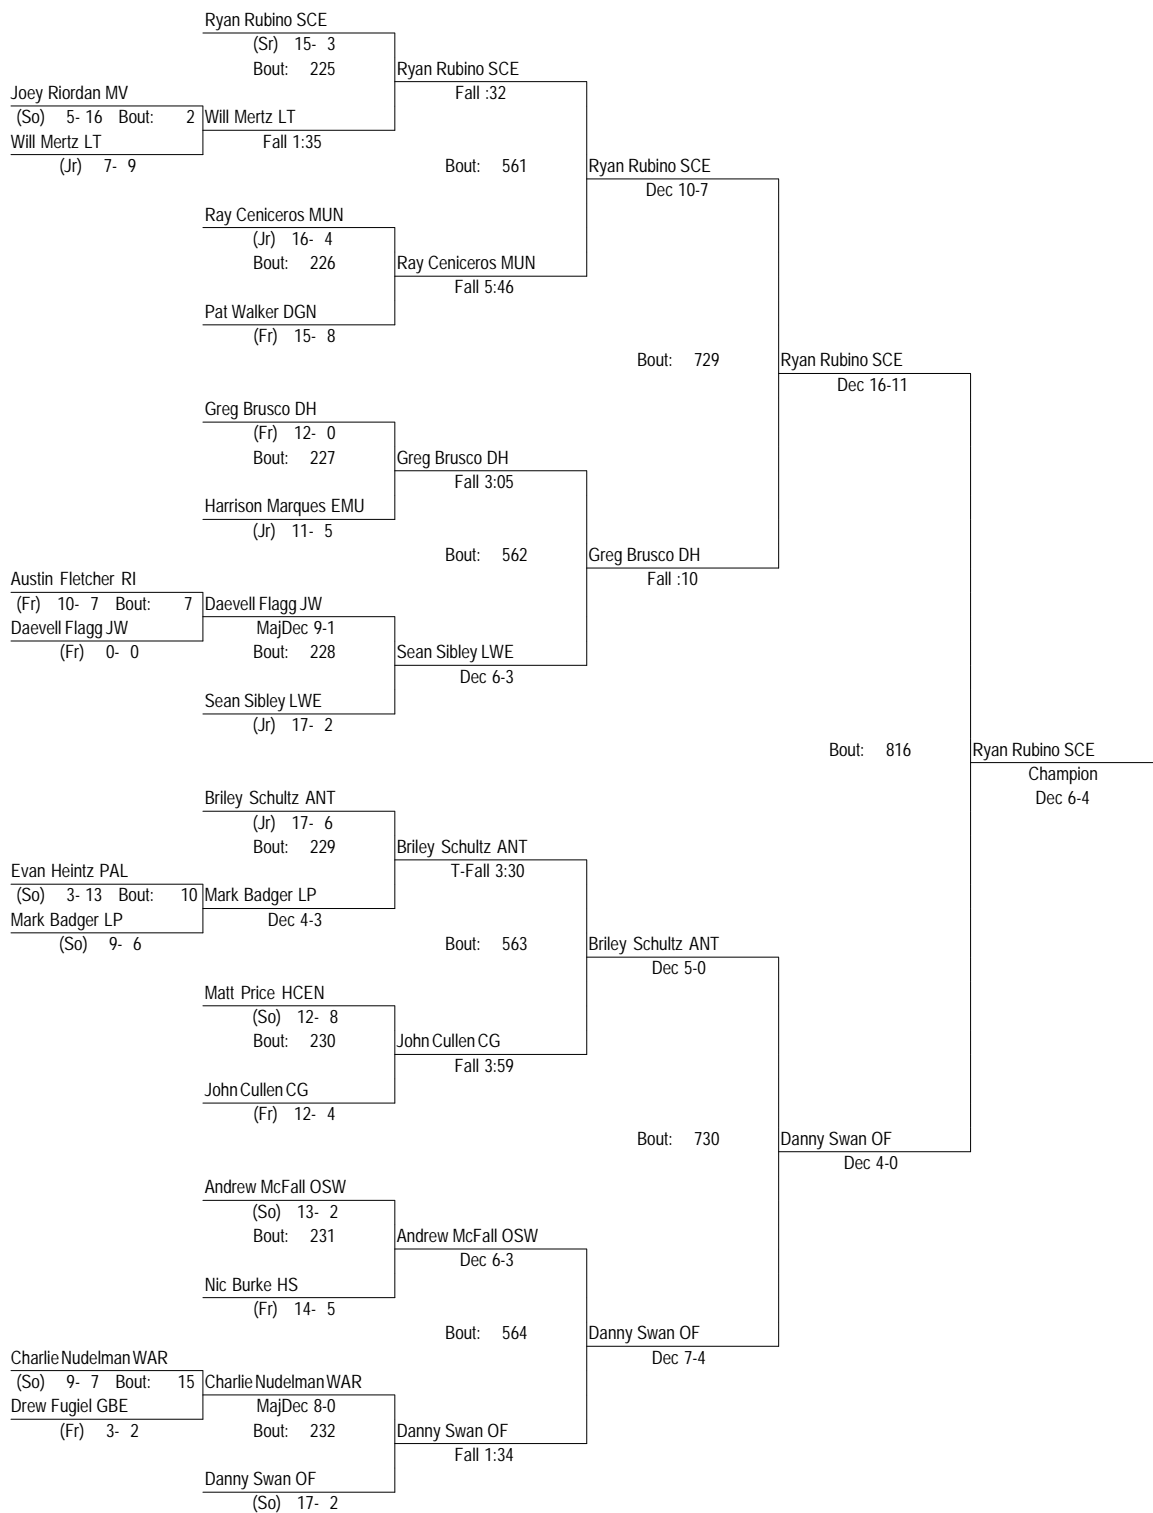 Ryan Rubino SCE
(Sr) 15- 3
Bout: 225
Ryan Rubino SCE
Fall :32
Joey Riordan MV
(So) 5- 16 Bout: 2
Will Mertz LT
Will Mertz LT
Fall 1:35
(Jr) 7- 9
Bout: 561
Ryan Rubino SCE
Dec 10-7
Ray Ceniceros MUN
(Jr) 16- 4
Bout: 226
Ray Ceniceros MUN
Fall 5:46
Pat Walker DGN
(Fr) 15- 8
Bout: 729
Ryan Rubino SCE
Dec 16-11
Greg Brusco DH
(Fr) 12- 0
Bout: 227
Greg Brusco DH
Fall 3:05
Harrison Marques EMU
(Jr) 11- 5
Bout: 562
Greg Brusco DH
Fall :10
Austin Fletcher RI
(Fr) 10- 7 Bout: 7
Daevell Flagg JW
Daevell Flagg JW
MajDec 9-1
(Fr) 0- 0
Bout: 228
Sean Sibley LWE
Dec 6-3
Sean Sibley LWE
(Jr) 17- 2
Bout: 816
Ryan Rubino SCE
Champion
Dec 6-4
Briley Schultz ANT
(Jr) 17- 6
Bout: 229
Briley Schultz ANT
T-Fall 3:30
Evan Heintz PAL
(So) 3- 13 Bout: 10
Mark Badger LP
Mark Badger LP
Dec 4-3
(So) 9- 6
Bout: 563
Briley Schultz ANT
Dec 5-0
Matt Price HCEN
(So) 12- 8
Bout: 230
John Cullen CG
Fall 3:59
John Cullen CG
(Fr) 12- 4
Bout: 730
Danny Swan OF
Dec 4-0
Andrew McFall OSW
(So) 13- 2
Bout: 231
Andrew McFall OSW
Dec 6-3
Nic Burke HS
(Fr) 14- 5
Bout: 564
Danny Swan OF
Dec 7-4
Charlie Nudelman WAR
(So) 9- 7 Bout: 15
Charlie Nudelman WAR
Drew Fugiel GBE
MajDec 8-0
(Fr) 3- 2
Bout: 232
Danny Swan OF
Fall 1:34
Danny Swan OF
(So) 17- 2